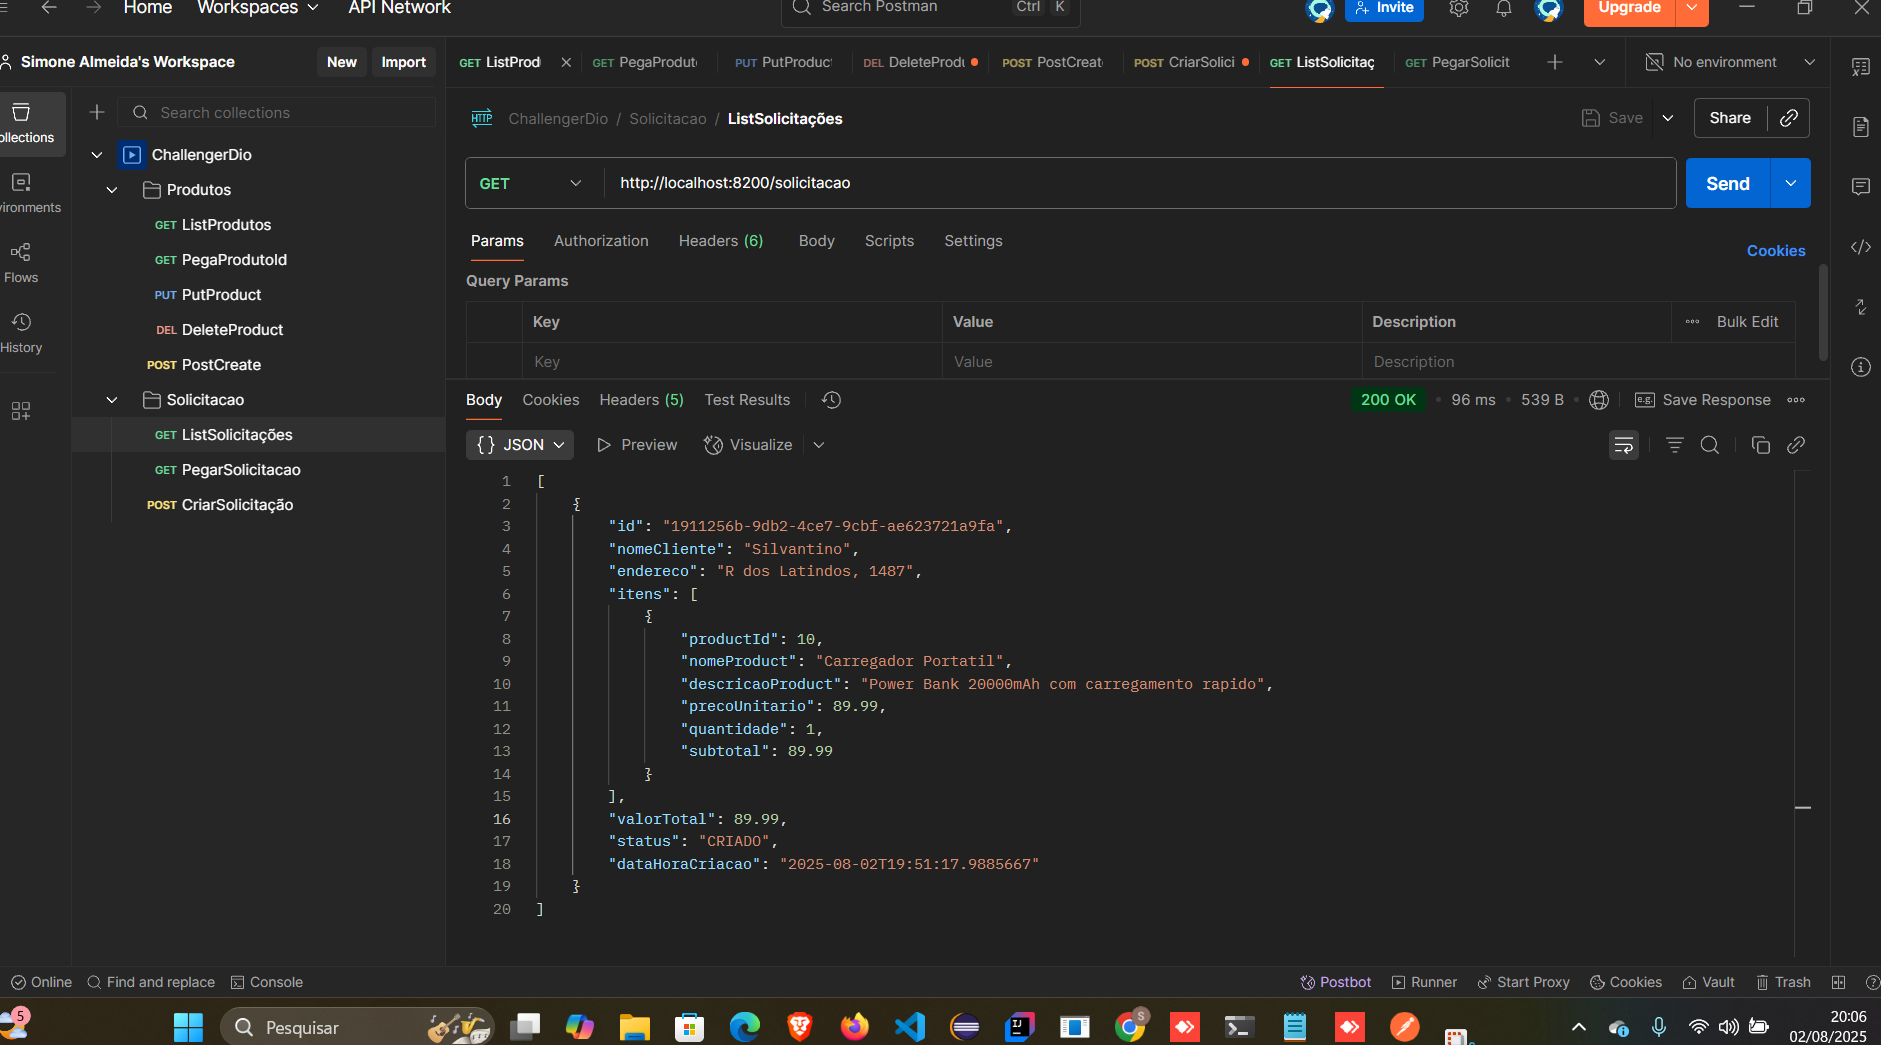 Home Workspaces API Network Search Postman Ctrl K Invite Upgrade
Simone Almeida's Workspace New Import
GET ListProd GET PegaProdut PUT PutProduc DEL DeleteProdu POST PostCreat POST CriarSolici GET ListSolicitaç GET PegarSolicit No environment
Search collections
ollections
vironments
Flows
History
ChallengerDio
Produtos
GET ListProdutos
GET PegaProdutoId
PUT PutProduct
DEL DeleteProduct
POST PostCreate
Solicitacao
GET ListSolicitações
GET PegarSolicitacao
POST CriarSolicitação
HTTP ChallengerDio / Solicitacao / ListSolicitações Save Share
GET http://localhost:8200/solicitacao Send
Params Authorization Headers (6) Body Scripts Settings Cookies
Query Params
Key Value Description Bulk Edit
Key Value Description
Body Cookies Headers (5) Test Results 200 OK • 96 ms • 539 B • e.g. Save Response
{} JSON Preview Visualize
1 [
2 {
3 "id": "1911256b-9db2-4ce7-9cbf-ae623721a9fa",
4 "nomeCliente": "Silvantino",
5 "endereco": "R dos Latindos, 1487",
6 "itens": [
7 {
8 "productId": 10,
9 "nomeProduct": "Carregador Portatil",
10 "descricaoProduct": "Power Bank 20000mAh com carregamento rapido",
11 "precoUnitario": 89.99,
12 "quantidade": 1,
13 "subtotal": 89.99
14 }
15 ],
16 "valorTotal": 89.99,
17 "status": "CRIADO",
18 "dataHoraCriacao": "2025-08-02T19:51:17.9885667"
19 }
20 ]
Online Find and replace Console Postbot Runner Start Proxy Cookies Vault Trash
5 Pesquisar IJ S 20:06
02/08/2025